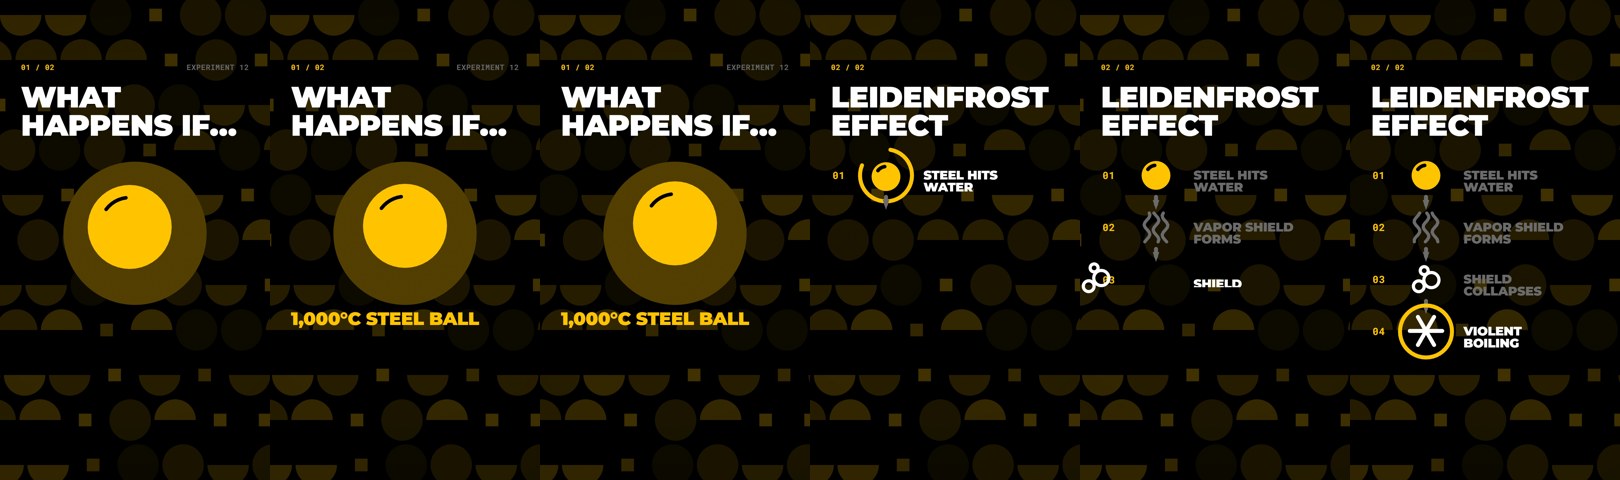 01 / 02
EXPERIMENT 12
WHAT
HAPPENS IF...
01 / 02
EXPERIMENT 12
WHAT
HAPPENS IF...
1,000°C STEEL BALL
01 / 02
EXPERIMENT 12
WHAT
HAPPENS IF...
1,000°C STEEL BALL
02 / 02
LEIDENFROST
EFFECT
01
STEEL HITS
WATER
02 / 02
LEIDENFROST
EFFECT
01
STEEL HITS
WATER
02
VAPOR SHIELD
FORMS
03
SHIELD
02 / 02
LEIDENFROST
EFFECT
01
STEEL HITS
WATER
02
VAPOR SHIELD
FORMS
03
SHIELD
COLLAPSES
04
VIOLENT
BOILING